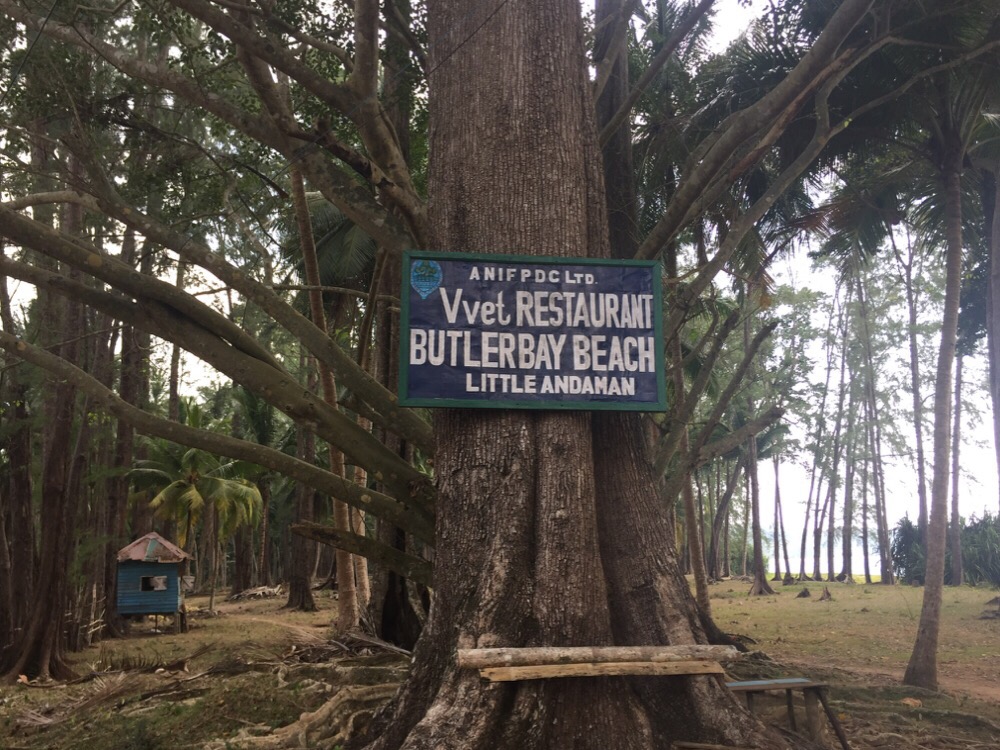 ANIFPDC LTD.
Vvet RESTAURANT
BUTLERBAY BEACH
LITTLE ANDAMAN